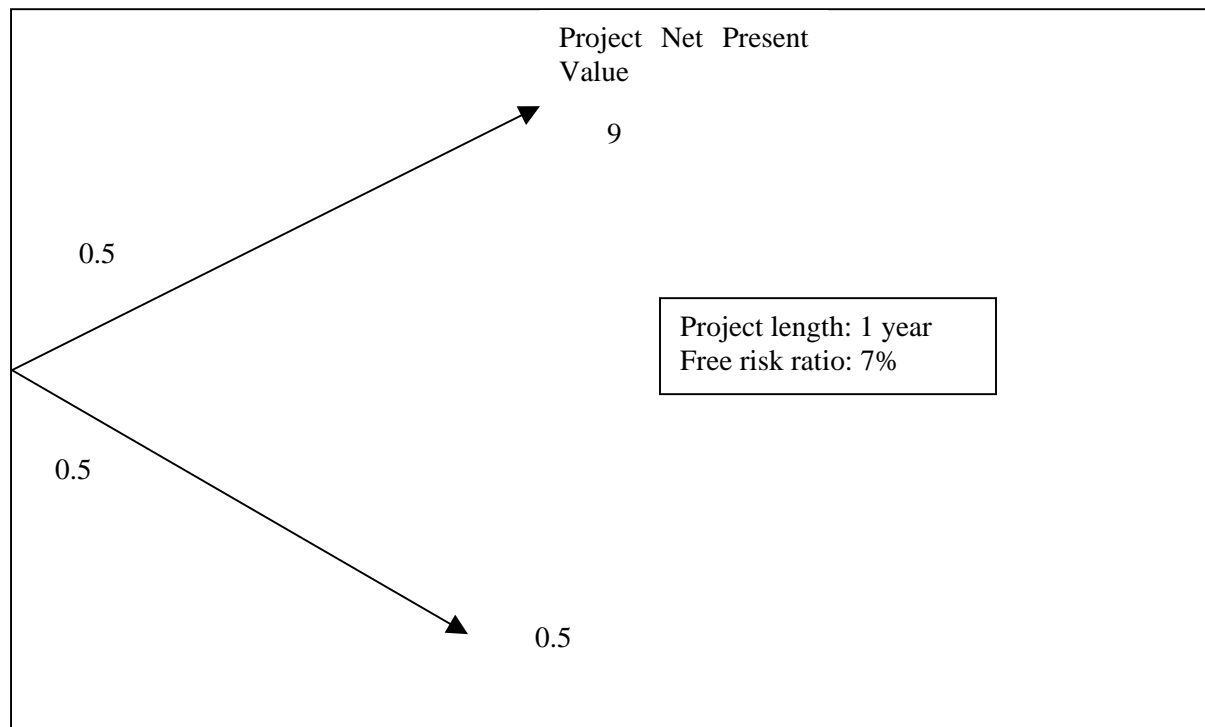 Project Net Present
Value
9
0.5
Project length: 1 year
Free risk ratio: 7%
0.5
0.5